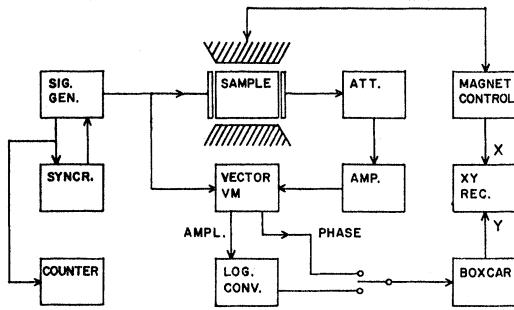 SIG.
GEN.
SAMPLE
ATT.
MAGNET
CONTROL
X
SYNCR.
VECTOR
VM
AMP.
XY
REC.
AMPL.
PHASE
Y
COUNTER
LOG.
CONV.
BOXCAR